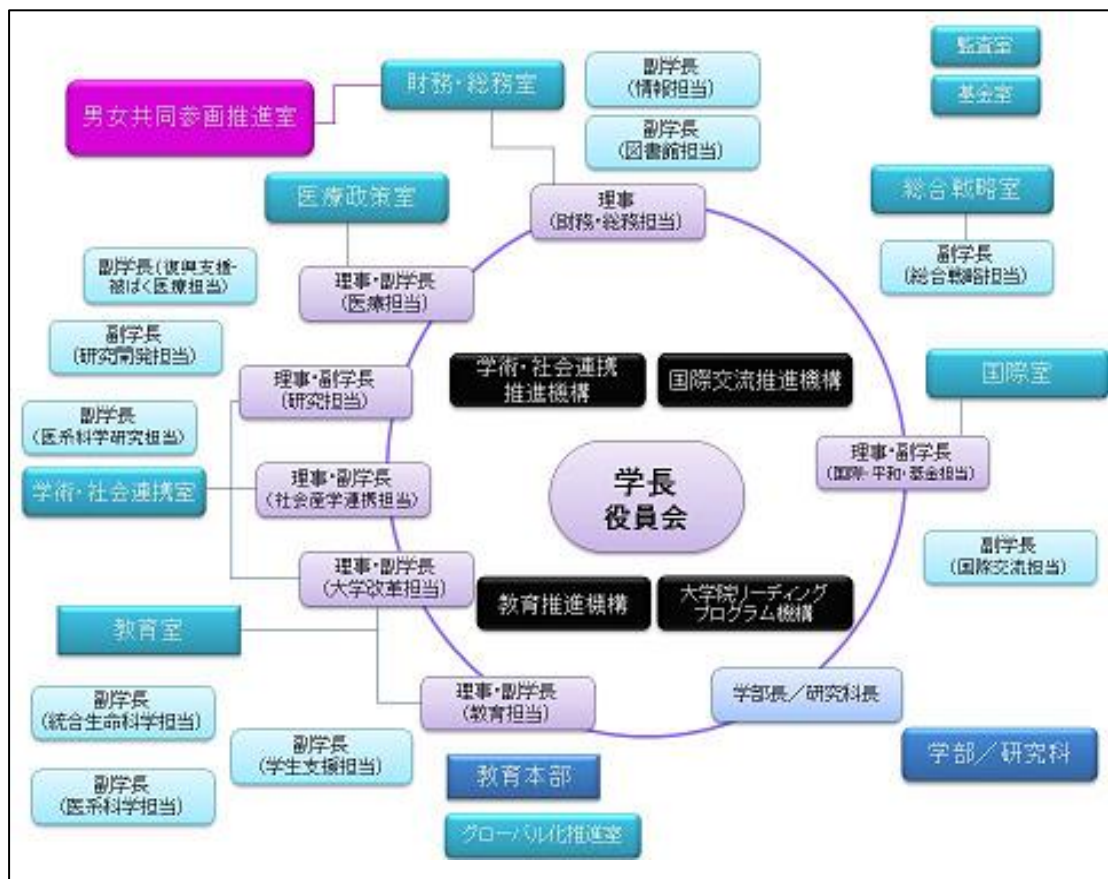 監査室
財務・総務室
副学長
(情報担当)
基金室
男女共同参画推進室
副学長
(図書館担当)
医療政策室
総合戦略室
理事
(財務・総務担当)
副学長
(総合戦略担当)
副学長(復興支援・
被ばく医療担当)
理事・副学長
(医療担当)
副学長
(研究開発担当)
学術・社会連携
推進機構
国際交流推進機構
国際室
理事・副学長
(研究担当)
副学長
(医系科学研究担当)
理事・副学長
(国際・平和・基金担当)
学術・社会連携室
理事・副学長
(社会産学連携担当)
学長
役員会
副学長
(国際交流担当)
理事・副学長
(大学改革担当)
教育推進機構
大学院リーディング
プログラム機構
教育室
理事・副学長
(教育担当)
学部長／研究科長
副学長
(統合生命科学担当)
副学長
(学生支援担当)
学部／研究科
教育本部
副学長
(医系科学担当)
グローバル化推進室